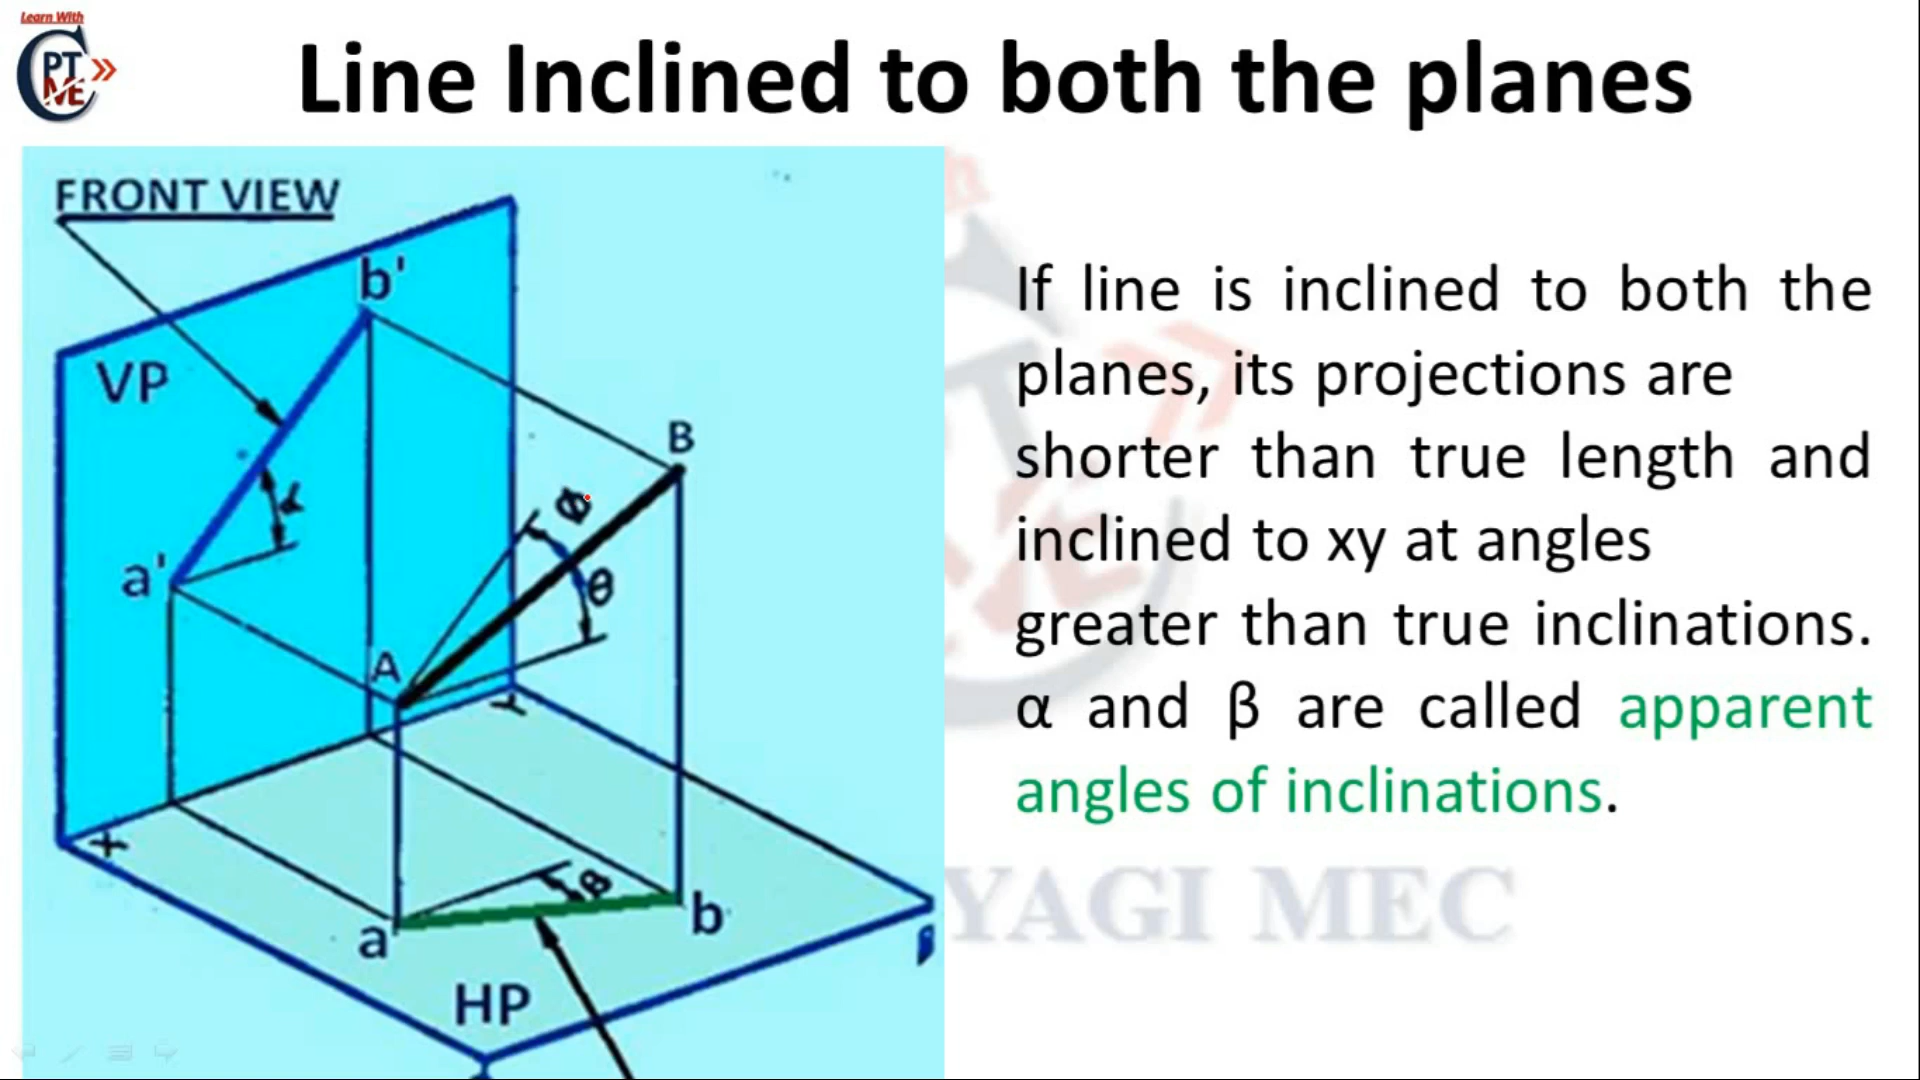 Learn With
PT
ME
Line Inclined to both the planes
FRONT VIEW
b'
VP
a'
α
B
Ø
θ
A
Y
X
β
a
b
HP
If line is inclined to both the
planes, its projections are
shorter than true length and
inclined to xy at angles
greater than true inclinations.
α and β are called apparent
angles of inclinations.
YAGI MEC